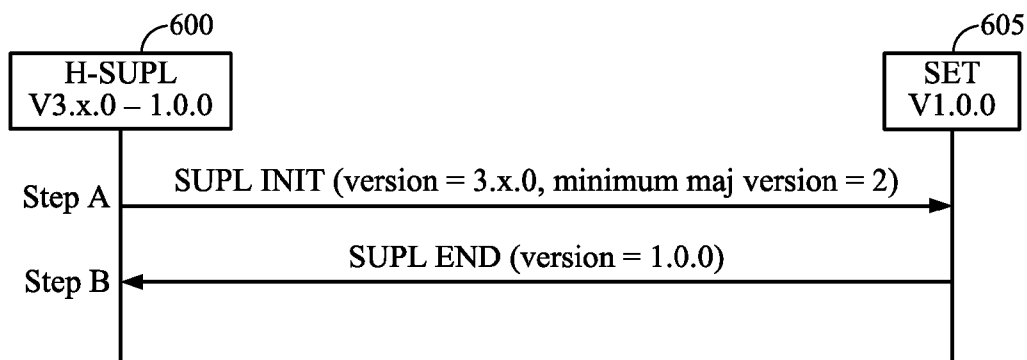 600
605
H-SUPL
V3.x.0 – 1.0.0
SET
V1.0.0
SUPL INIT (version = 3.x.0, minimum maj version = 2)
Step A
SUPL END (version = 1.0.0)
Step B